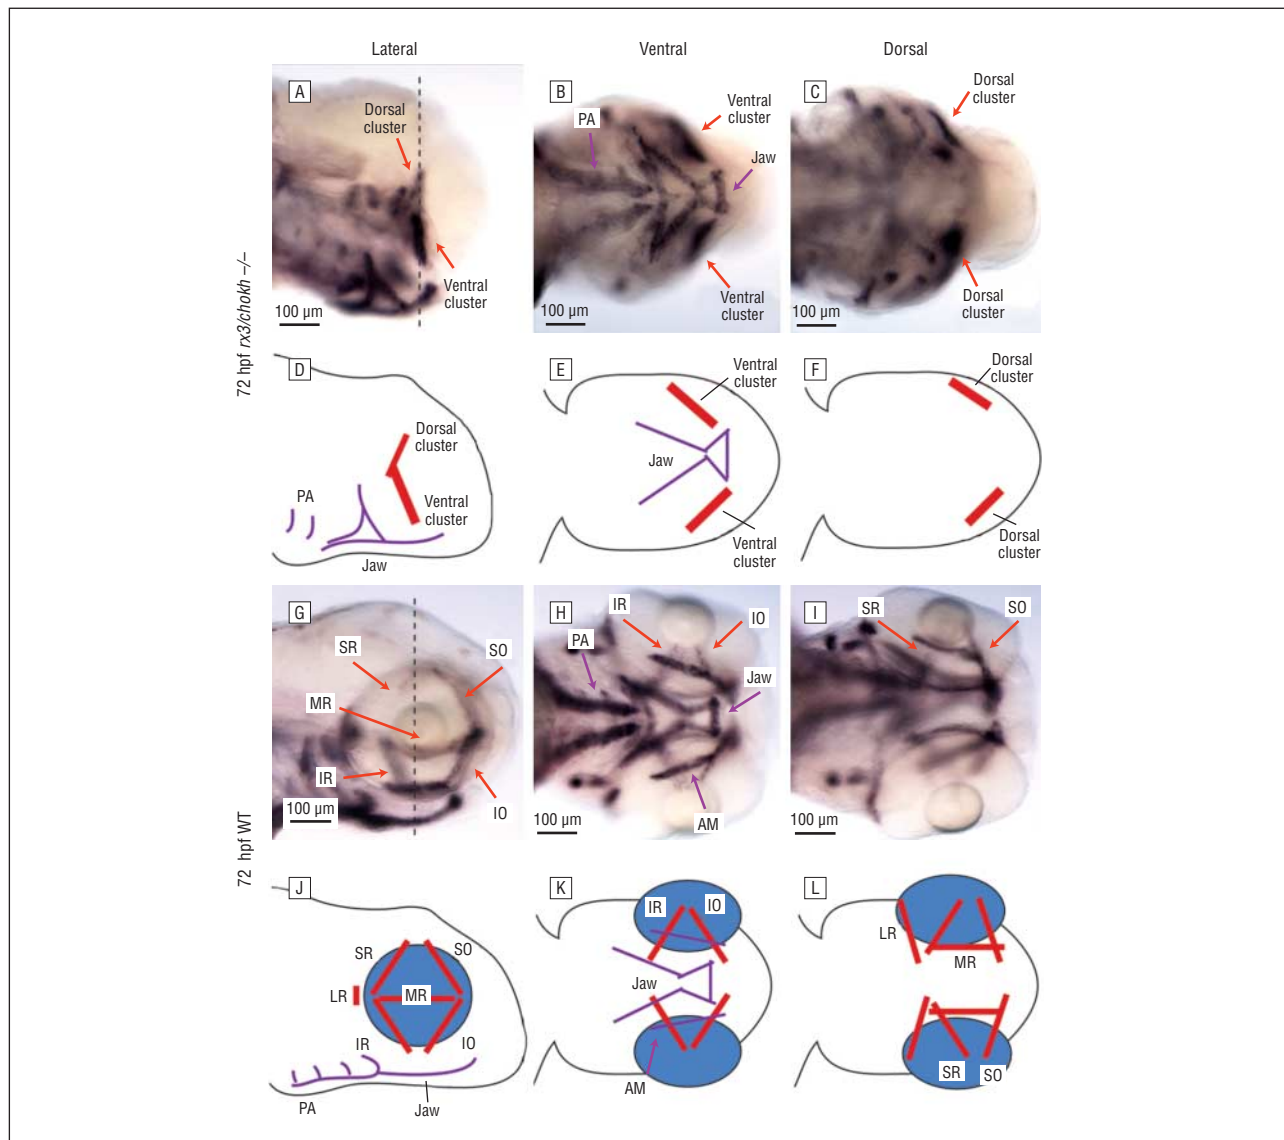 Lateral
Ventral
Dorsal
72 hpf rx3/chokh –/–
A
Dorsal
cluster
Ventral
cluster
100 µm
B
PA
Ventral
cluster
Jaw
Ventral
cluster
100 µm
C
Dorsal
cluster
Dorsal
cluster
100 µm
D
Dorsal
cluster
PA
Ventral
cluster
Jaw
E
Ventral
cluster
Jaw
Ventral
cluster
F
Dorsal
cluster
Dorsal
cluster
72 hpf WT
G
SR
SO
MR
IR
IO
100 µm
H
IR
IO
PA
Jaw
AM
100 µm
I
SR
SO
100 µm
J
SR
SO
LR
MR
IR
IO
PA
Jaw
K
IR
IO
Jaw
AM
L
LR
MR
SR
SO